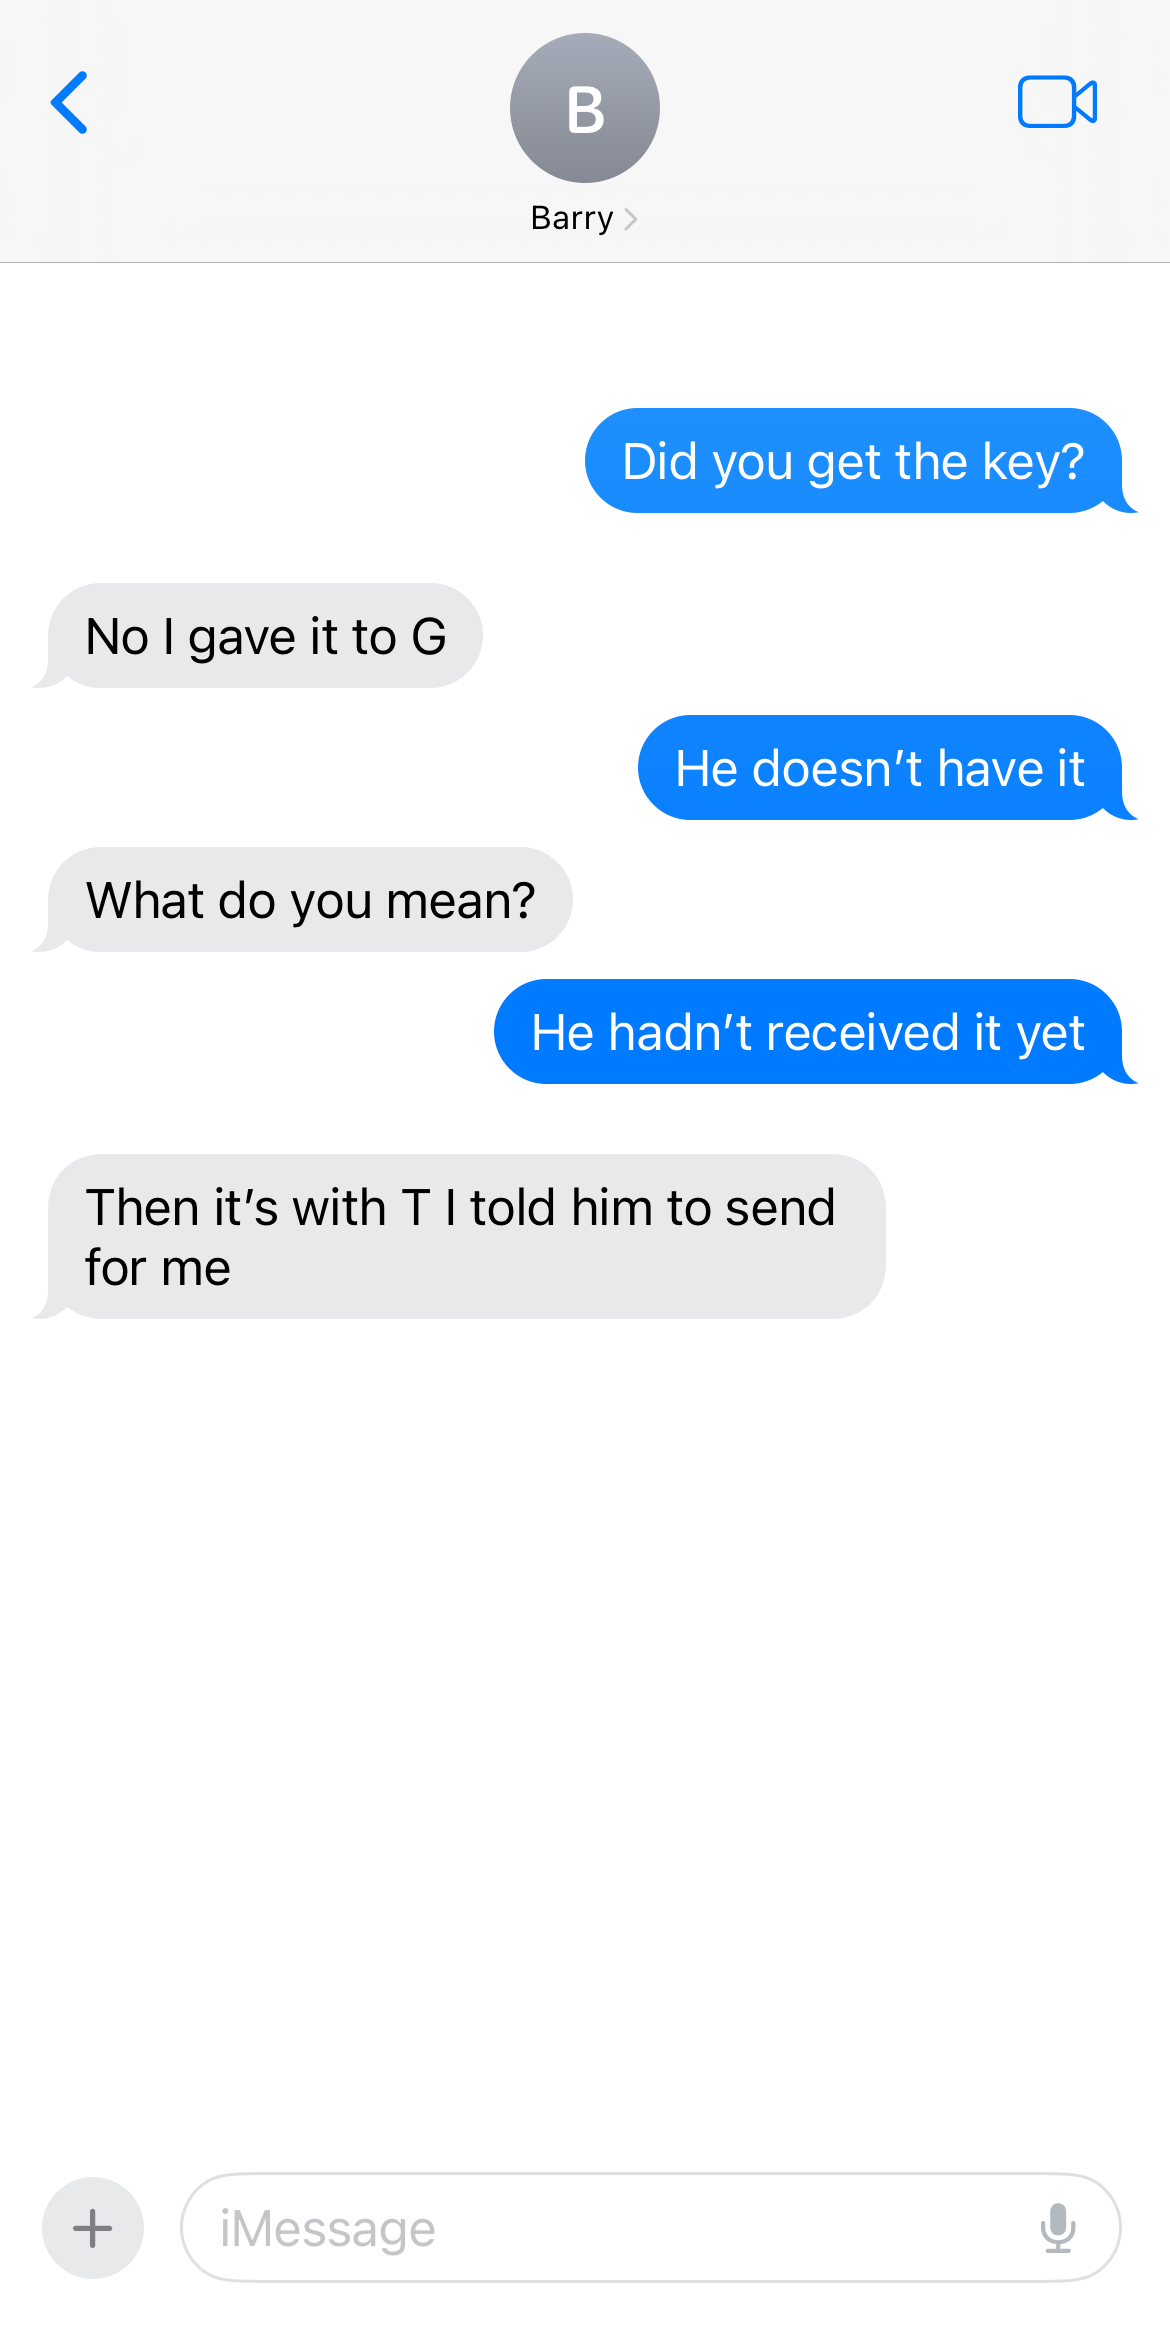 B
Barry
Did you get the key?
No I gave it to G
He doesn’t have it
What do you mean?
He hadn’t received it yet
Then it’s with T I told him to send
for me
iMessage